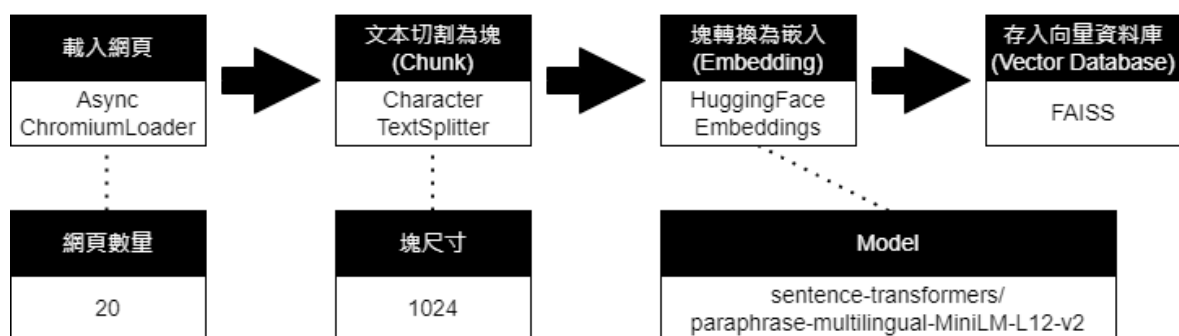 載入網頁
Async
ChromiumLoader
文本切割為塊
(Chunk)
Character
TextSplitter
塊轉換為嵌入
(Embedding)
HuggingFace
Embeddings
存入向量資料庫
(Vector Database)
FAISS
網頁數量
20
塊尺寸
1024
Model
sentence-transformers/
paraphrase-multilingual-MiniLM-L12-v2